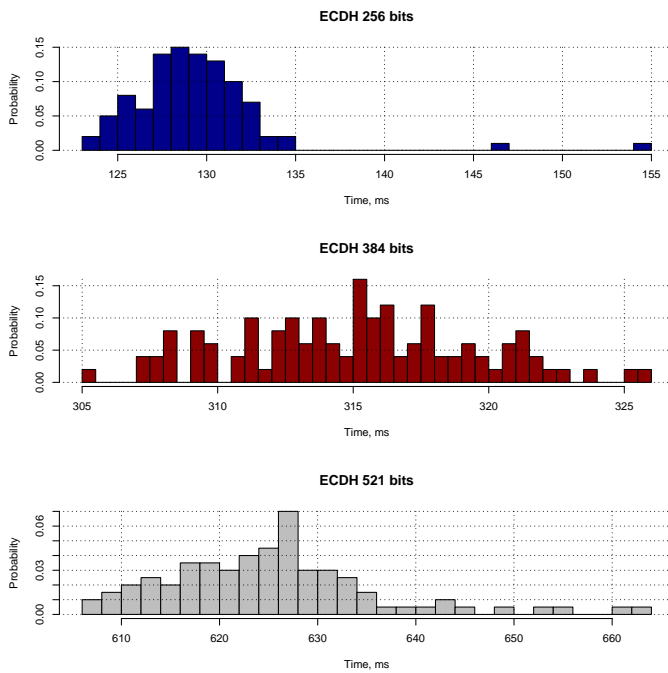 ECDH 256 bits
Probability
0.15
0.10
0.05
0.00
125 130 135 140 145 150 155
Time, ms
ECDH 384 bits
Probability
0.15
0.10
0.05
0.00
305 310 315 320 325
Time, ms
ECDH 521 bits
Probability
0.06
0.03
0.00
610 620 630 640 650 660
Time, ms